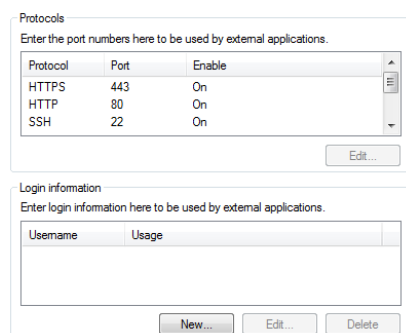 Protocols
Enter the port numbers here to be used by external applications.
Protocol Port Enable
HTTPS 443 On
HTTP 80 On
SSH 22 On
Edit...
Login information
Enter login information here to be used by external applications.
Username Usage
New... Edit... Delete